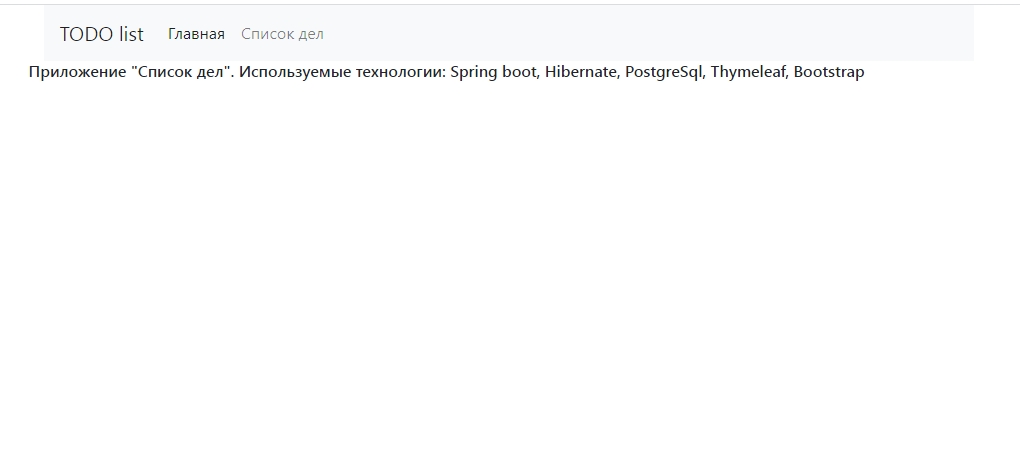 TODO list Главная Список дел
Приложение "Список дел". Используемые технологии: Spring boot, Hibernate, PostgreSql, Thymeleaf, Bootstrap